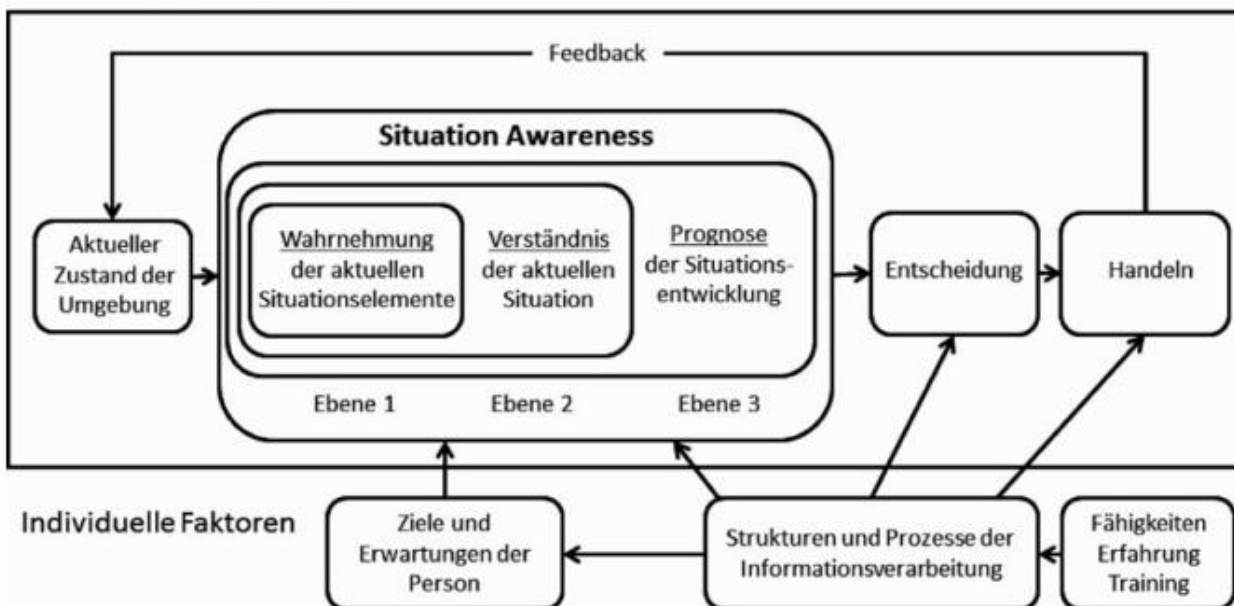 Feedback
Situation Awareness
Aktueller
Zustand der
Umgebung
Wahrnehmung
der aktuellen
Situationselemente
Verständnis
der aktuellen
Situation
Prognose
der Situations-
entwicklung
Entscheidung
Handeln
Ebene 1
Ebene 2
Ebene 3
Individuelle Faktoren
Ziele und
Erwartungen der
Person
Strukturen und Prozesse der
Informationsverarbeitung
Fähigkeiten
Erfahrung
Training